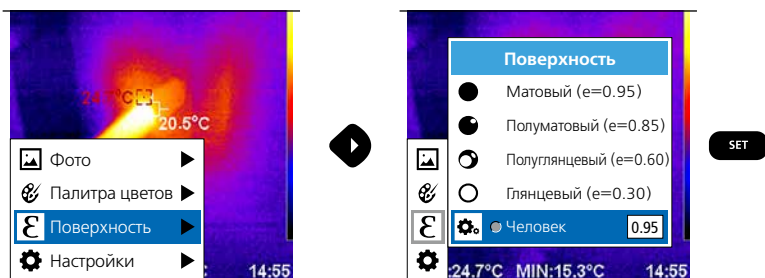 24.7°C
20.5°C
Фото
Палитра цветов
ε Поверхность
Настройки
: 14:55
Поверхность
Матовый (e=0.95)
Полуматовый (e=0.85)
Полуглянцевый (e=0.60)
Глянцевый (e=0.30)
Человек 0.95
ε
:24.7°C MIN:15.3°C 14:55
SET